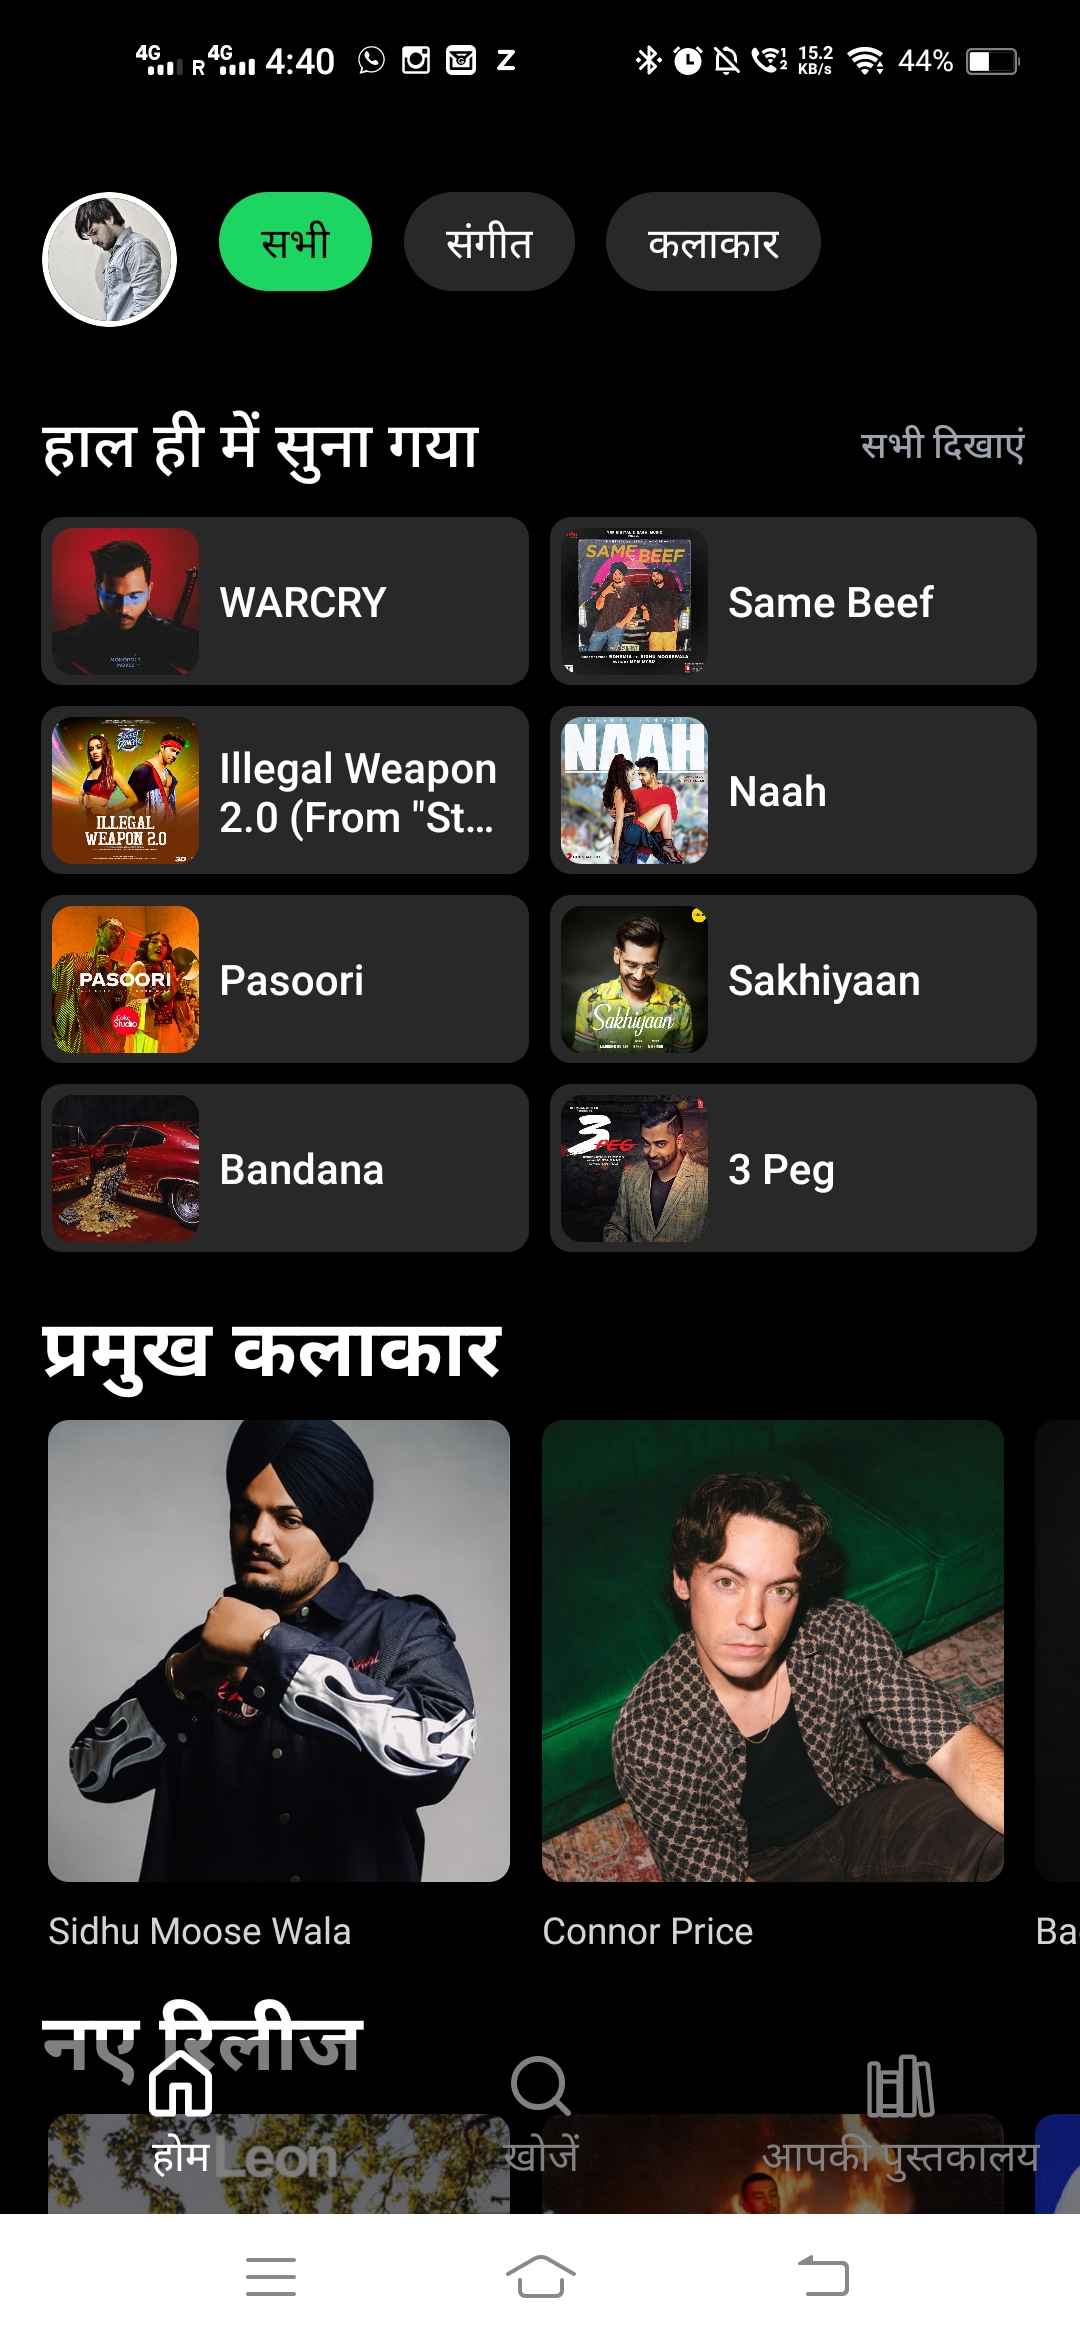 4G R 4G 4:40 Z 15.2 KB/s 44%
सभी संगीत कलाकार
हाल ही में सुना गया सभी दिखाएं
WARCRY
SAME BEEF
Same Beef
ILLEGAL
WEAPON 2.0
Illegal Weapon
2.0 (From "St...
NAAH
Naah
PASOORI
Coke Studio
Pasoori
Sakhiyaan
Sakhiyaan
Bandana
3 PEG
3 Peg
प्रमुख कलाकार
Sidhu Moose Wala Connor Price Ba
नए रिलीज
Leon
होम खोजें आपकी पुस्तकालय